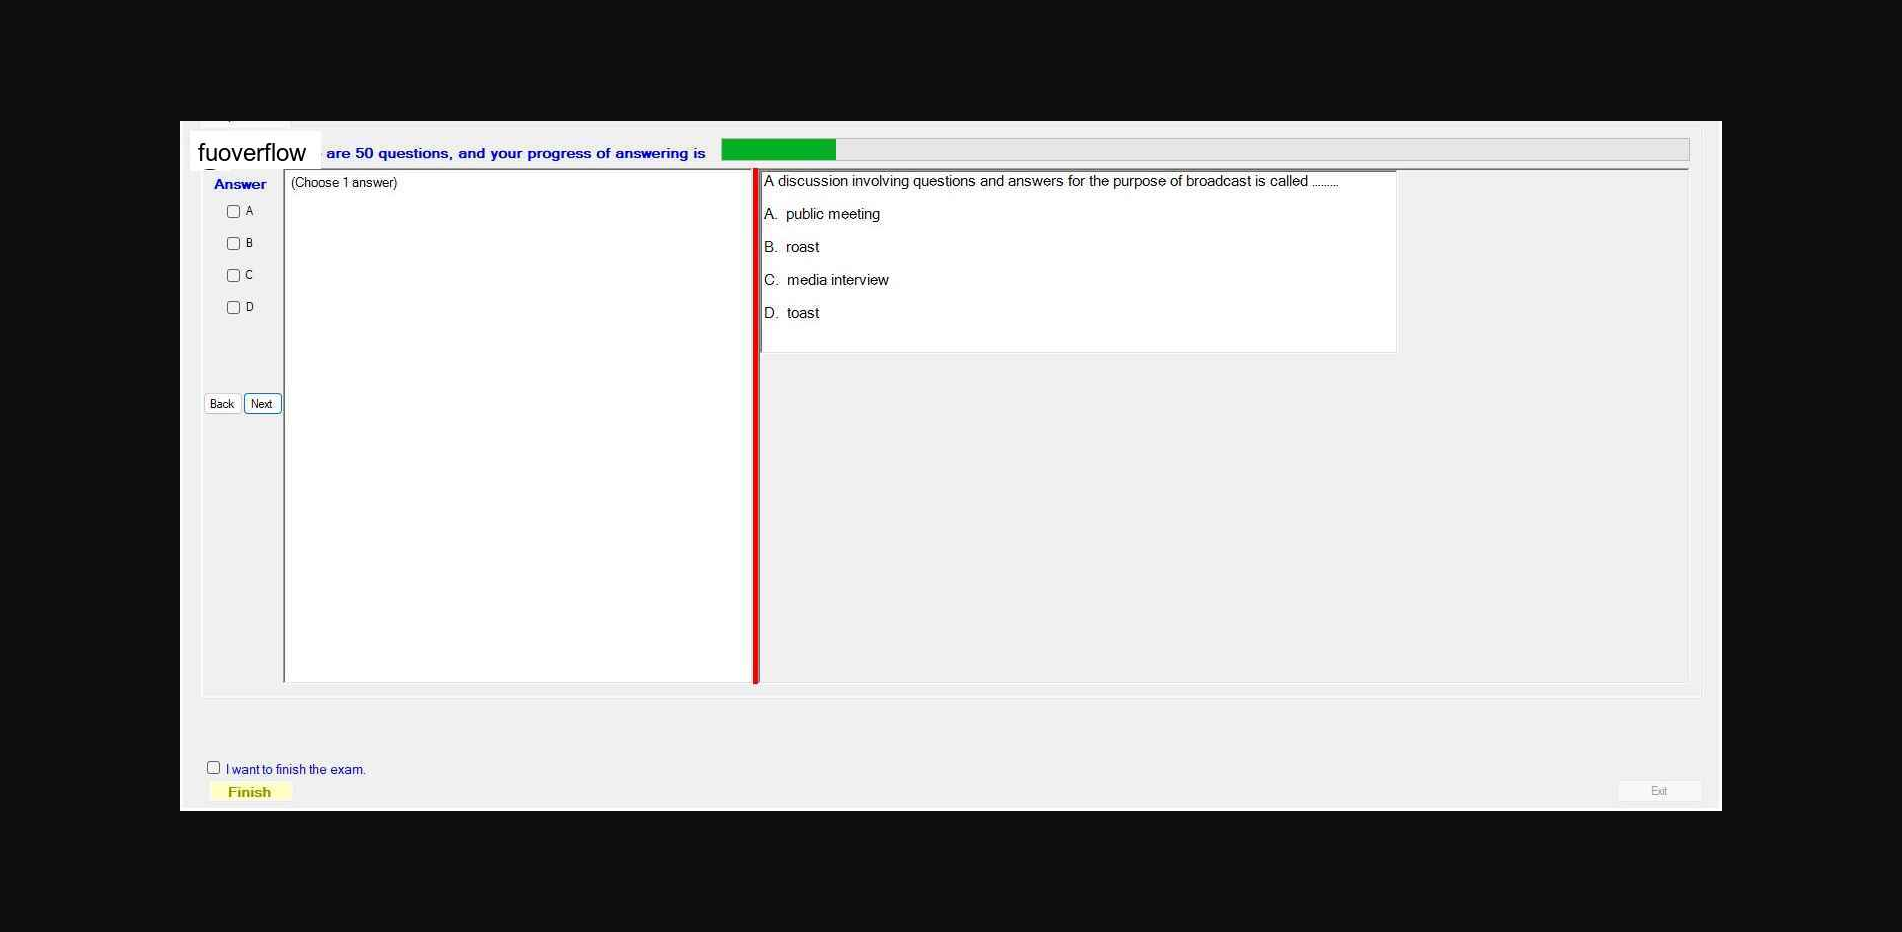 fuoverflow are 50 questions, and your progress of answering is
Answer
(Choose 1 answer)
A
B
C
D
Back Next
A discussion involving questions and answers for the purpose of broadcast is called .........
A. public meeting
B. roast
C. media interview
D. toast
I want to finish the exam.
Finish
Exit